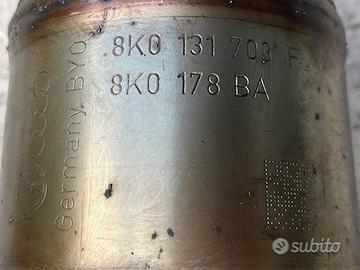 8K0 131 703 F
8K0 178 BA
Germany BYO
subito